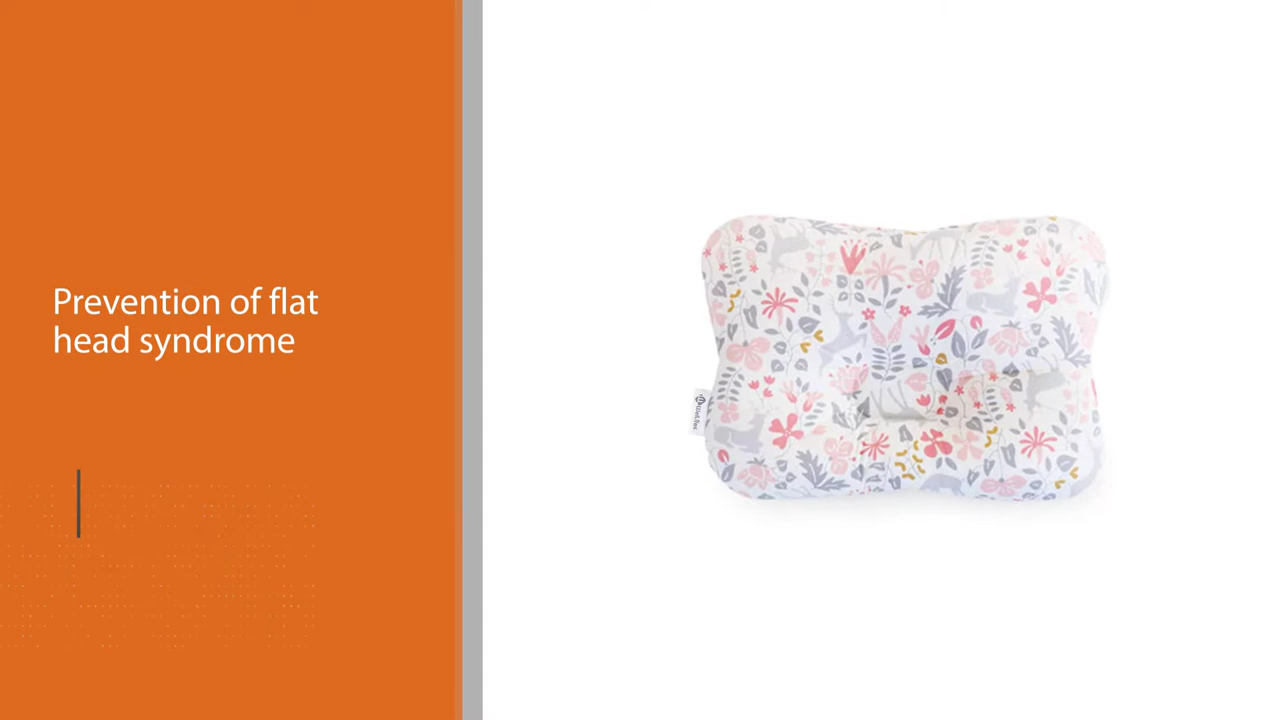 Prevention of flat
head syndrome